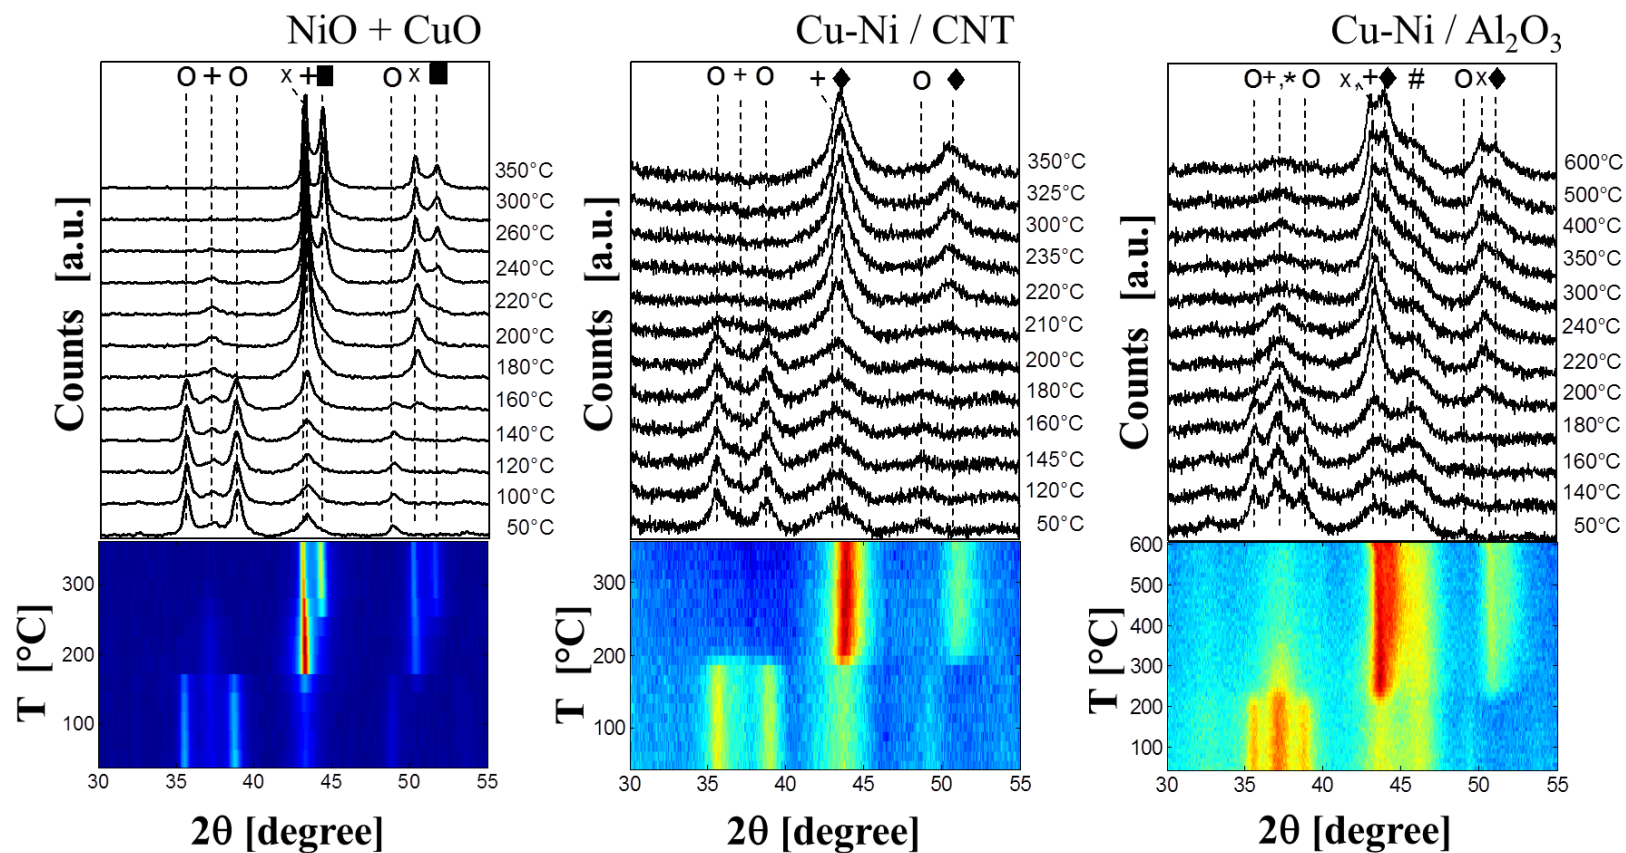 NiO + CuO
O + O x + ■ O x ■
Counts [a.u.]
350°C
300°C
260°C
240°C
220°C
200°C
180°C
160°C
140°C
120°C
100°C
50°C
T [°C]
300
200
100
30 35 40 45 50 55
2θ [degree]
Cu-Ni / CNT
O + O + ◆ O ◆
Counts [a.u.]
350°C
325°C
300°C
235°C
220°C
210°C
200°C
180°C
160°C
145°C
120°C
50°C
T [°C]
300
200
100
30 35 40 45 50 55
2θ [degree]
Cu-Ni / Al₂O₃
O +,* O x,+ ◆ # O x ◆
Counts [a.u.]
600°C
500°C
400°C
350°C
300°C
240°C
220°C
200°C
180°C
160°C
140°C
50°C
T [°C]
600
500
400
300
200
100
30 35 40 45 50 55
2θ [degree]